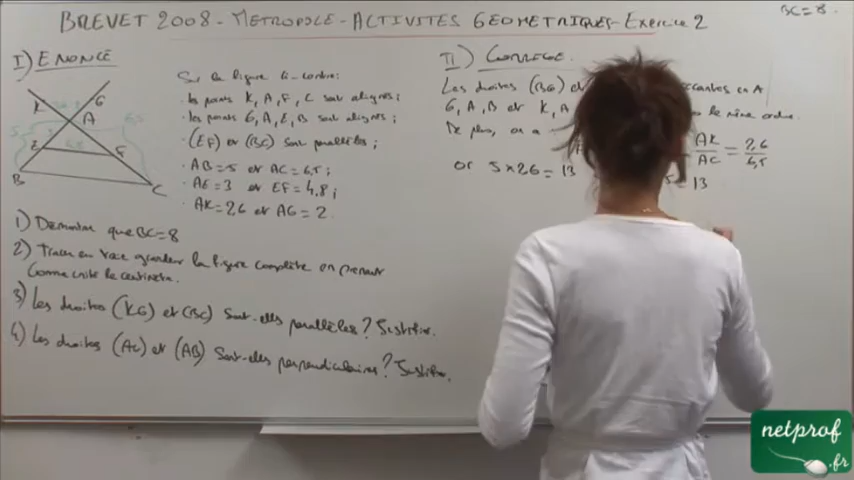 BREVET 2008 - METROPOLE - ACTIVITES GEOMETRIQUES - Exercice 2
BC = 8
I) ENONCE
K
G
A
E
F
B
C
Sur la figure ci-contre:
. les points K, A, F, C sont alignés;
. les points G, A, E, B sont alignés;
. (EF) et (BC) sont parallèles;
. AB = 5 et AC = 6,5;
. AE = 3 et EF = 4,8;
. AK = 2,6 et AG = 2.
1) Démontrer que BC = 8
2) Tracer en vraie grandeur la figure complète en prenant
comme unité le centimètre.
3) Les droites (KG) et (BC) sont-elles parallèles? Justifier.
4) Les droites (AC) et (AB) sont-elles perpendiculaires? Justifier.
II) CORRIGE
Les droites (BG) et sécantes en A
G, A, B et K, A le même ordre.
De plus, on a AK/AC = 2,6/6,5
or 5 x 2,6 = 13 = 13
netprof
.fr